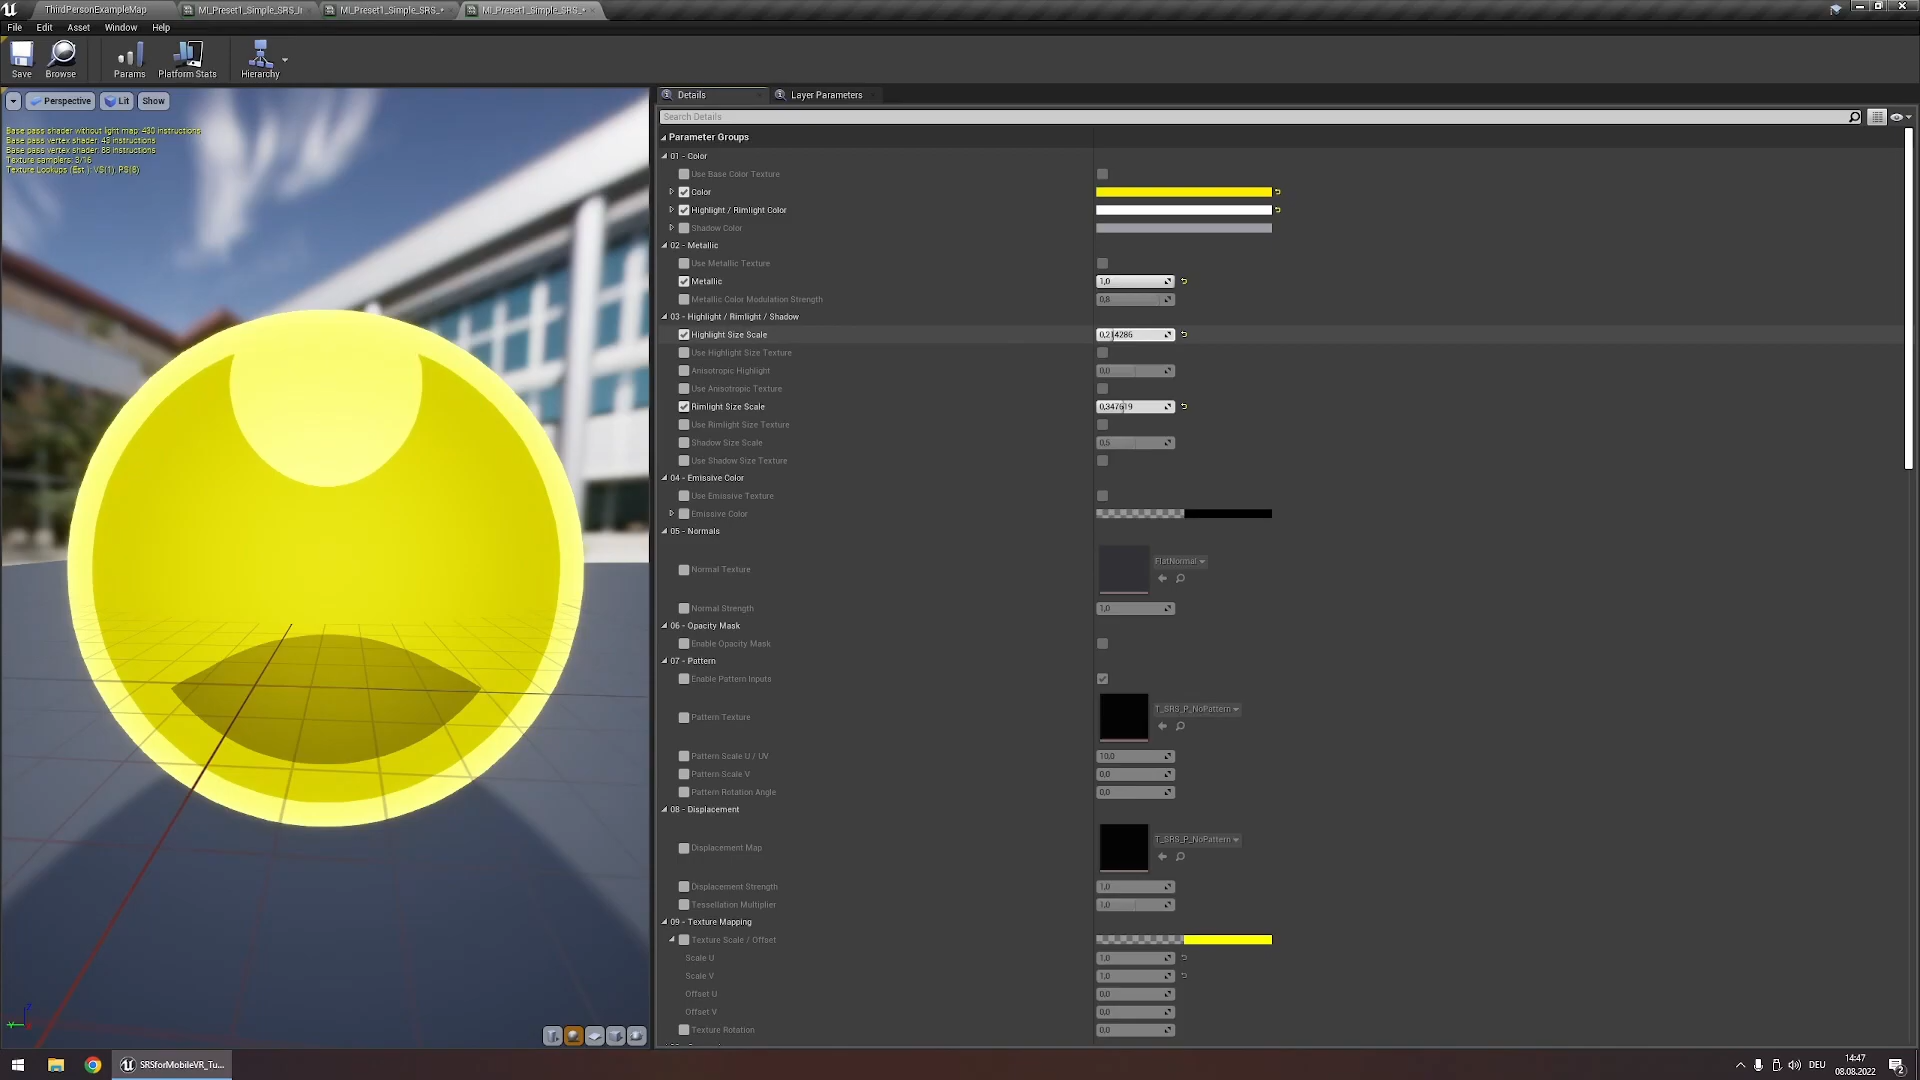 ThirdPersonExampleMap
MI_Preset1_Simple_SRS_I
MI_Preset1_Simple_SRS_*
MI_Preset1_Simple_SRS_*
File Edit Asset Window Help
Save Browse Params Platform Stats Hierarchy
Perspective Lit Show
Base pass shader without light map: 430 instructions
Base pass vertex shader: 43 instructions
Base pass vertex shader: 88 instructions
Texture samplers: 3/16
Texture Lookups (Est.): VS(1), PS(8)
Details Layer Parameters
Search Details
Parameter Groups
01 - Color
Use Base Color Texture
Color
Highlight / Rimlight Color
Shadow Color
02 - Metallic
Use Metallic Texture
Metallic 1,0
Metallic Color Modulation Strength 0,8
03 - Highlight / Rimlight / Shadow
Highlight Size Scale 0,214286
Use Highlight Size Texture
Anisotropic Highlight 0,0
Use Anisotropic Texture
Rimlight Size Scale 0,347619
Use Rimlight Size Texture
Shadow Size Scale 0,5
Use Shadow Size Texture
04 - Emissive Color
Use Emissive Texture
Emissive Color
05 - Normals
FlatNormal
Normal Texture
Normal Strength 1,0
06 - Opacity Mask
Enable Opacity Mask
07 - Pattern
Enable Pattern Inputs
T_SRS_P_NoPattern
Pattern Texture
Pattern Scale U / UV 10,0
Pattern Scale V 0,0
Pattern Rotation Angle 0,0
08 - Displacement
T_SRS_P_NoPattern
Displacement Map
Displacement Strength 1,0
Tessellation Multiplier 1,0
09 - Texture Mapping
Texture Scale / Offset
Scale U 1,0
Scale V 1,0
Offset U 0,0
Offset V 0,0
Texture Rotation 0,0
SRSforMobileVR_Tu...
DEU
14:47
08.08.2022
2